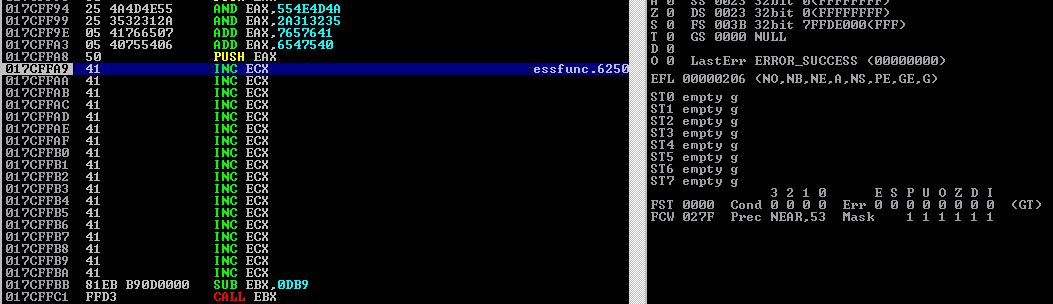 017CFF94 25 4A4D4E55 AND EAX,554E4D4A
017CFF99 25 3532312A AND EAX,2A313235
017CFF9E 05 41766507 ADD EAX,7657641
017CFFA3 05 40755406 ADD EAX,6547540
017CFFA8 50 PUSH EAX
017CFFA9 41 INC ECX essfunc.6250
017CFFAA 41 INC ECX
017CFFAB 41 INC ECX
017CFFAC 41 INC ECX
017CFFAD 41 INC ECX
017CFFAE 41 INC ECX
017CFFAF 41 INC ECX
017CFFB0 41 INC ECX
017CFFB1 41 INC ECX
017CFFB2 41 INC ECX
017CFFB3 41 INC ECX
017CFFB4 41 INC ECX
017CFFB5 41 INC ECX
017CFFB6 41 INC ECX
017CFFB7 41 INC ECX
017CFFB8 41 INC ECX
017CFFB9 41 INC ECX
017CFFBA 41 INC ECX
017CFFBB 81EB B90D0000 SUB EBX,0DB9
017CFFC1 FFD3 CALL EBX
Z 0 DS 0023 32bit 0(FFFFFFFF)
S 0 FS 003B 32bit 7FFDE000(FFF)
T 0 GS 0000 NULL
D 0
O 0 LastErr ERROR_SUCCESS (00000000)
EFL 00000206 (NO,NB,NE,A,NS,PE,GE,G)
ST0 empty g
ST1 empty g
ST2 empty g
ST3 empty g
ST4 empty g
ST5 empty g
ST6 empty g
ST7 empty g
3 2 1 0 E S P U O Z D I
FST 0000 Cond 0 0 0 0 Err 0 0 0 0 0 0 0 0 (GT)
FCW 027F Prec NEAR,53 Mask 1 1 1 1 1 1